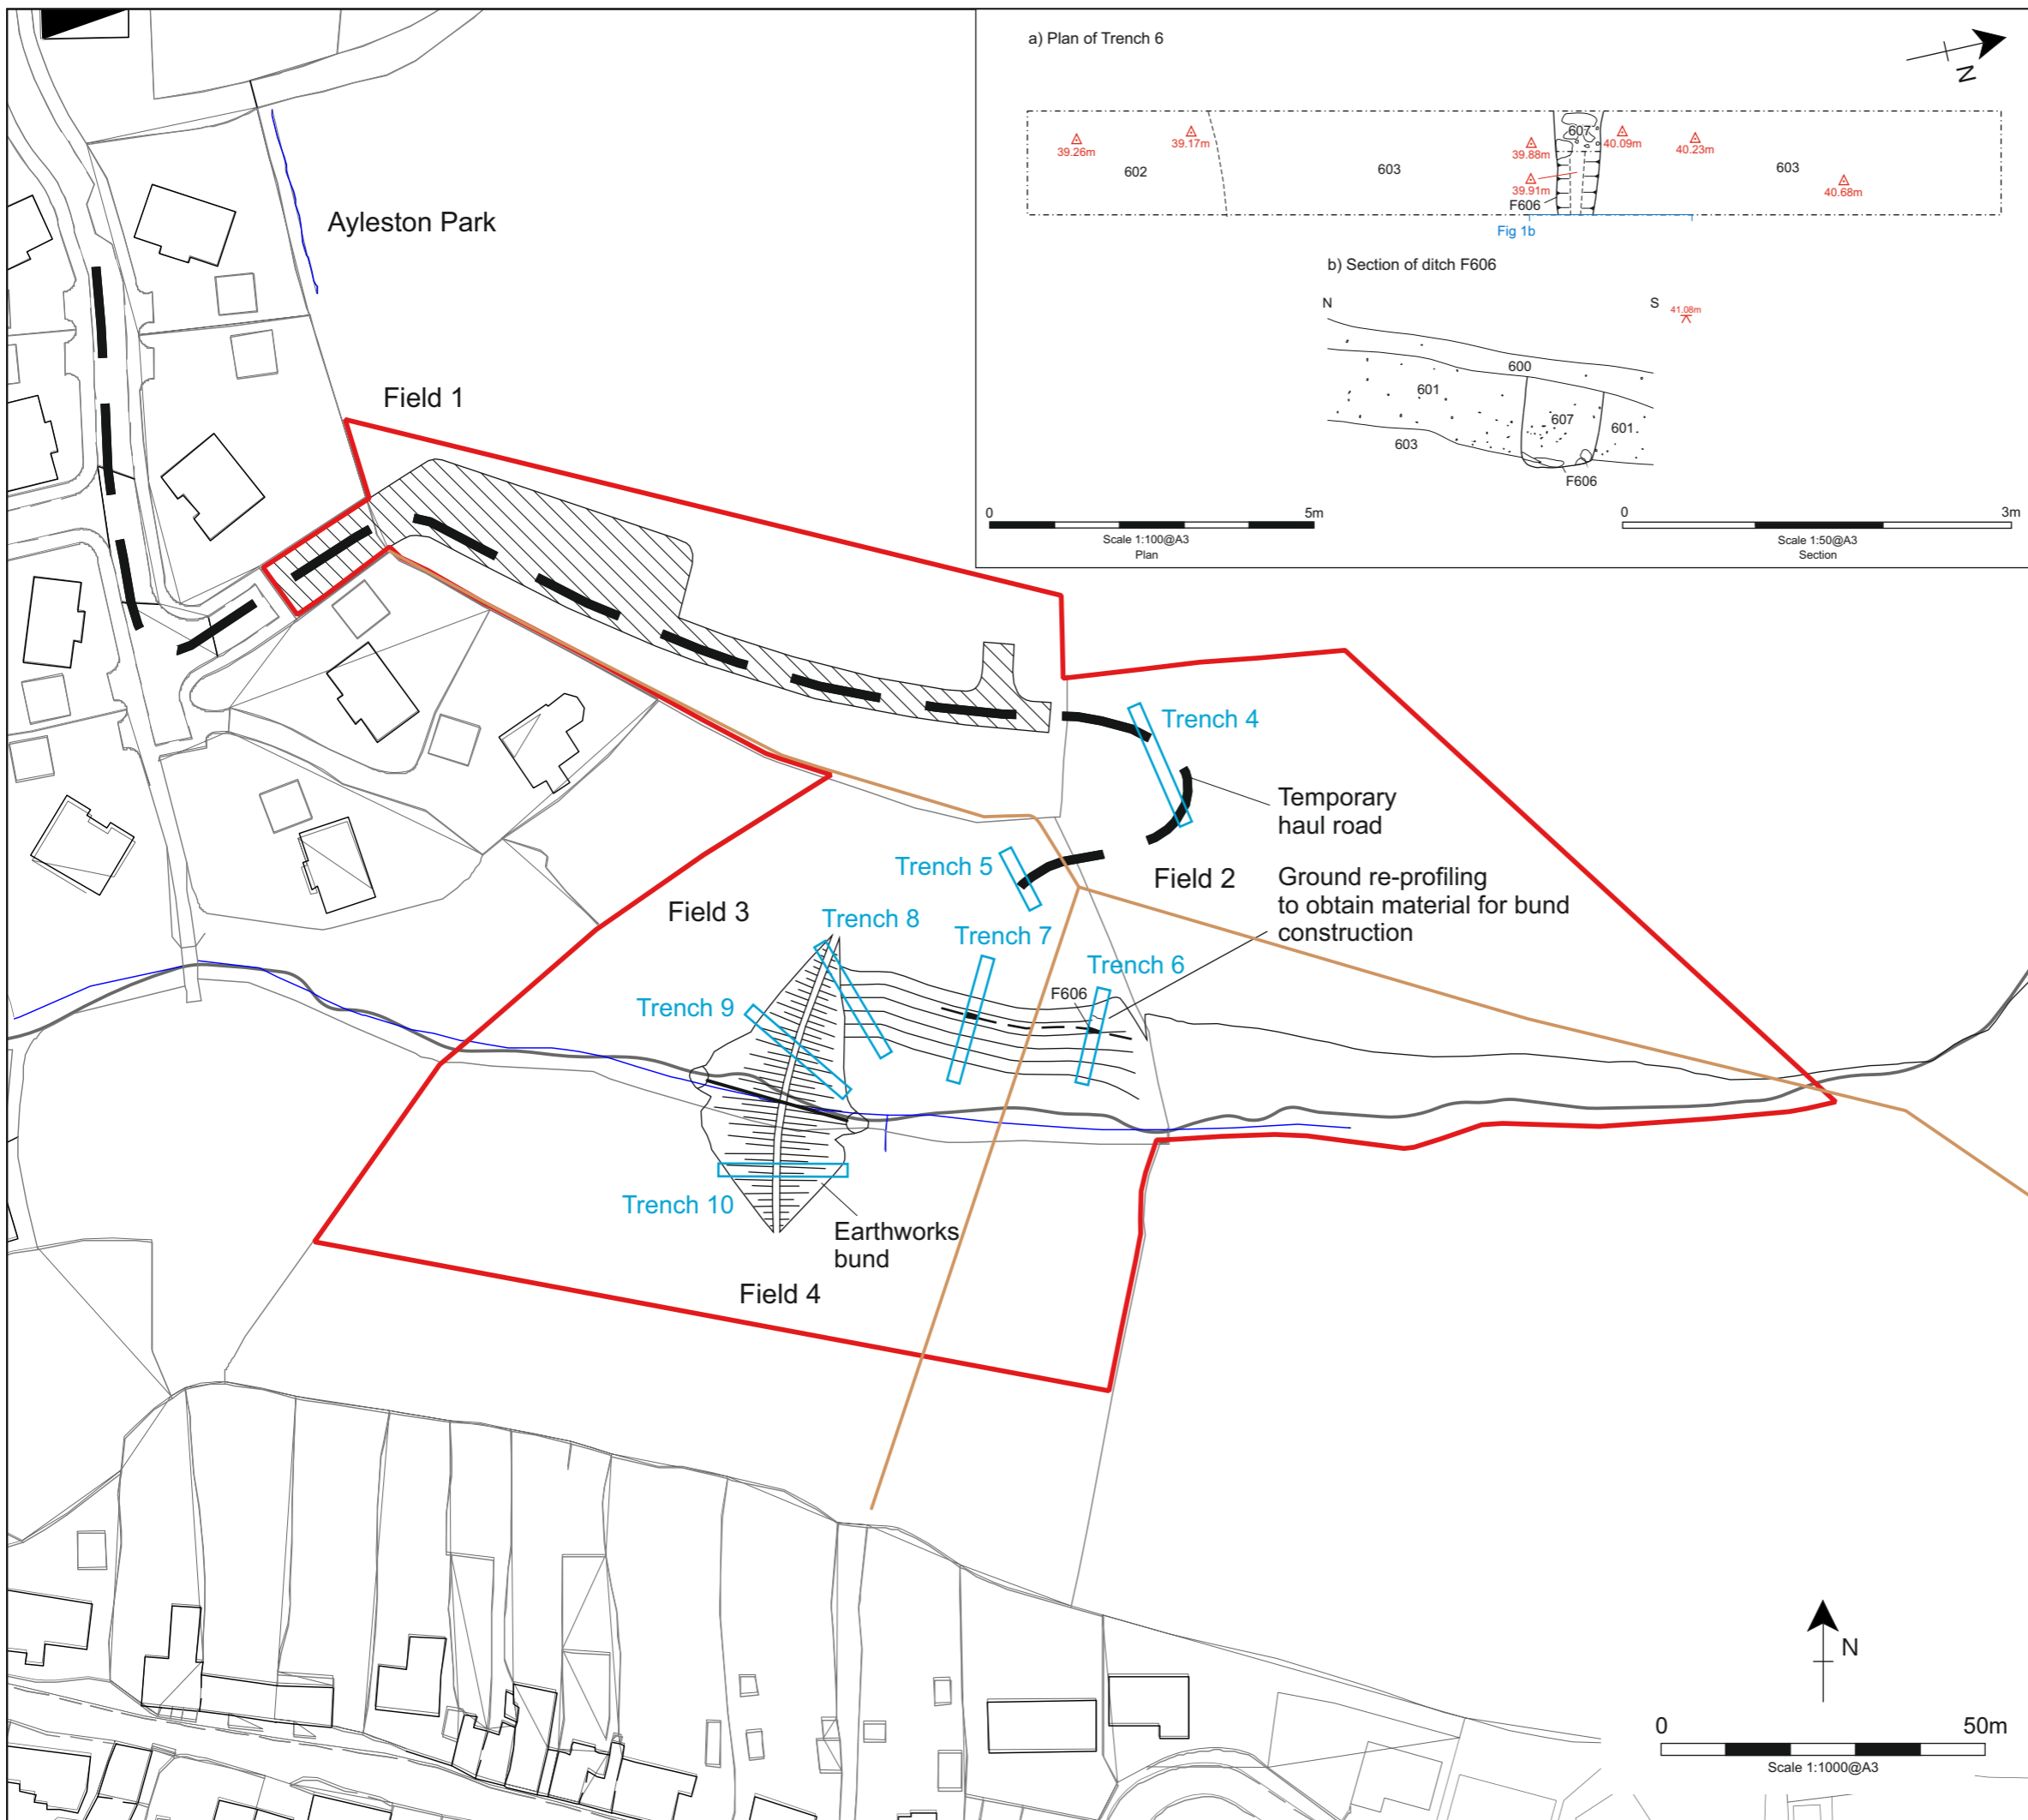 a) Plan of Trench 6
N
607
39.26m
39.17m
39.88m
40.09m
40.23m
602
603
603
39.91m
40.68m
F606
Fig 1b
b) Section of ditch F606
N
S
41.08m
600
601
607
601
603
F606
0
5m
Scale 1:100@A3
Plan
0
3m
Scale 1:50@A3
Section
Ayleston Park
Field 1
Trench 4
Temporary
haul road
Trench 5
Field 2
Ground re-profiling
to obtain material for bund
construction
Field 3
Trench 8
Trench 7
Trench 6
F606
Trench 9
Trench 10
Earthworks
bund
Field 4
N
0
50m
Scale 1:1000@A3